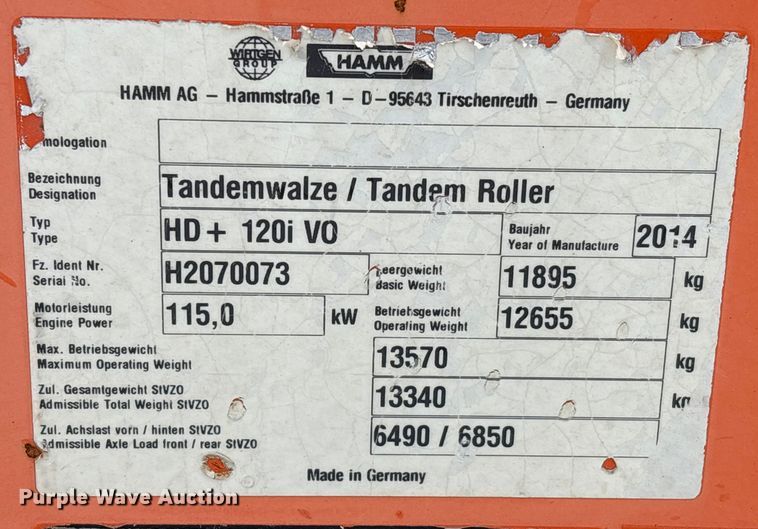 WIRTGEN
GROUP
HAMM
HAMM AG – Hammstraße 1 – D–95643 Tirschenreuth – Germany
mologation
Bezeichnung
Designation
Tandemwalze / Tandem Roller
Typ
Type
HD+ 120i VO
Baujahr
Year of Manufacture
2014
Fz. Ident Nr.
Serial No.
H2070073
Leergewicht
Basic Weight
11895 kg
Motorleistung
Engine Power
115,0 kW
Betriebsgewicht
Operating Weight
12655 kg
Max. Betriebsgewicht
Maximum Operating Weight
13570 kg
Zul. Gesamtgewicht StVZO
Admissible Total Weight StVZO
13340 kg
Zul. Achslast vorn / hinten StVZO
Admissible Axle Load front / rear StVZO
6490 / 6850
Made in Germany
Purple Wave Auction